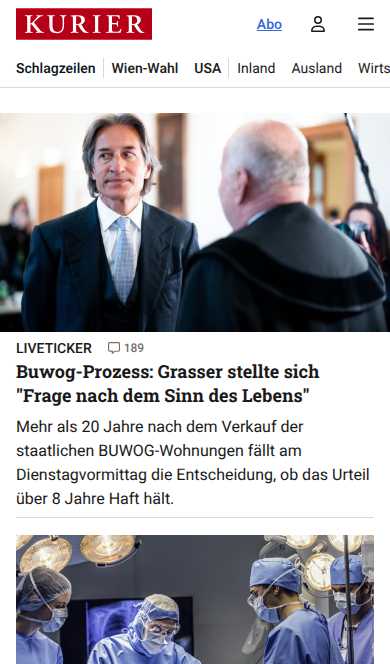 KURIER
Abo
Schlagzeilen Wien-Wahl USA Inland Ausland Wirts
LIVETICKER 189
Buwog-Prozess: Grasser stellte sich
"Frage nach dem Sinn des Lebens"
Mehr als 20 Jahre nach dem Verkauf der
staatlichen BUWOG-Wohnungen fällt am
Dienstagvormittag die Entscheidung, ob das Urteil
über 8 Jahre Haft hält.